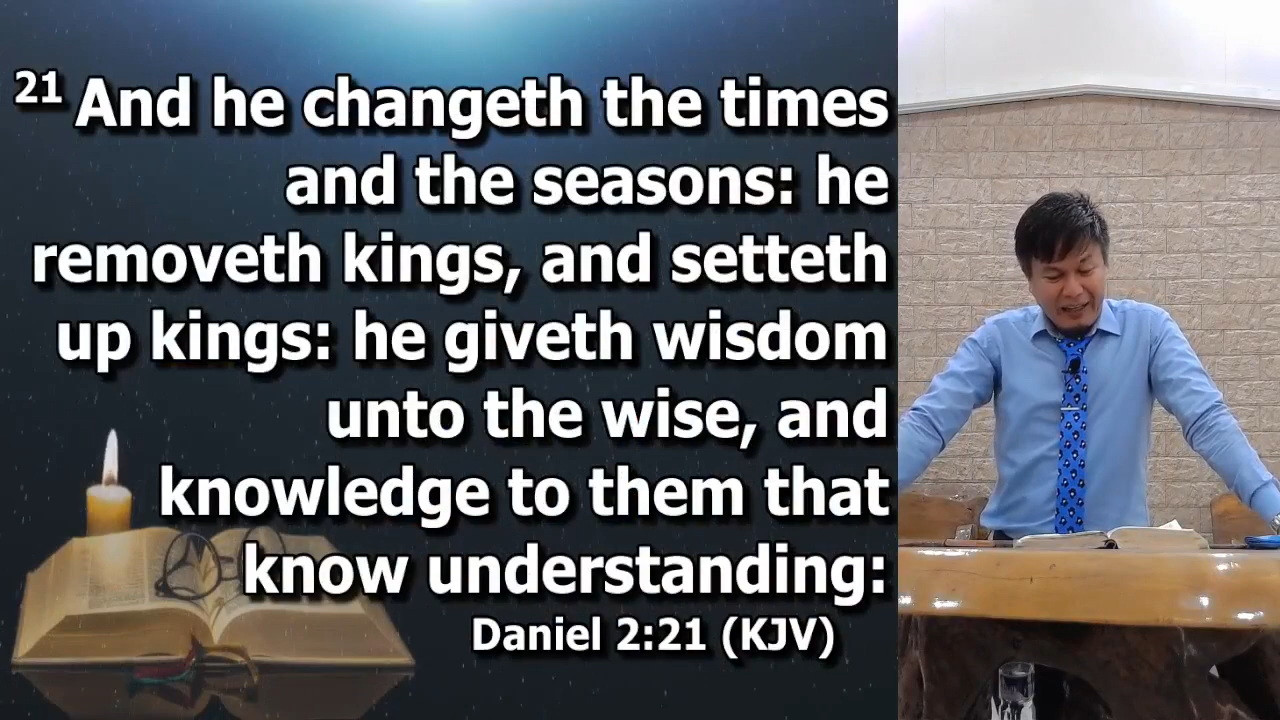 21 And he changeth the times
and the seasons: he
removeth kings, and setteth
up kings: he giveth wisdom
unto the wise, and
knowledge to them that
know understanding:
Daniel 2:21 (KJV)